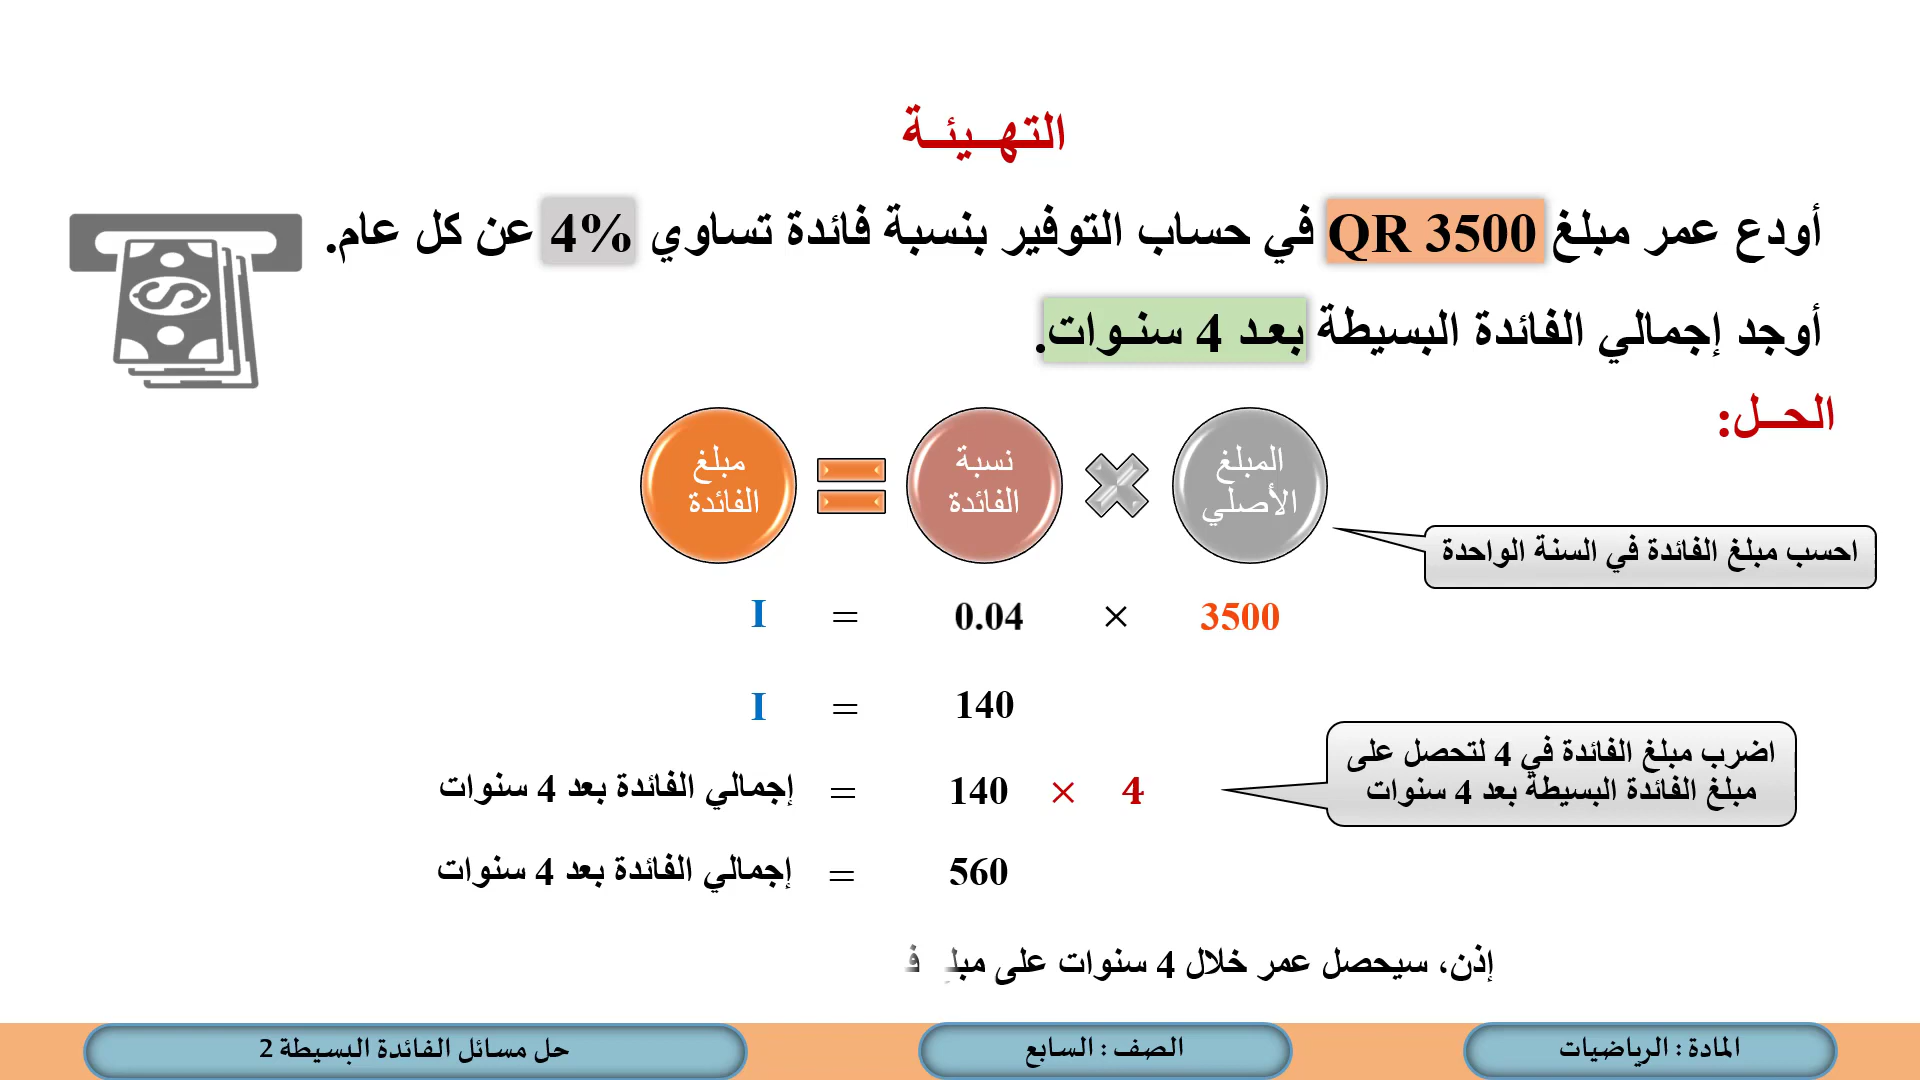 التهـيئـة
أودع عمر مبلغ QR 3500 في حساب التوفير بنسبة فائدة تساوي 4% عن كل عام.
أوجد إجمالي الفائدة البسيطة بعـد 4 سنـوات.
الحــل:
المبلغ الأصلي × نسبة الفائدة = مبلغ الفائدة
احسب مبلغ الفائدة في السنة الواحدة
I = 0.04 × 3500
I = 140
اضرب مبلغ الفائدة في 4 لتحصل على
مبلغ الفائدة البسيطة بعد 4 سنوات
إجمالي الفائدة بعد 4 سنوات = 140 × 4
إجمالي الفائدة بعد 4 سنوات = 560
إذن، سيحصل عمر خلال 4 سنوات على
المادة : الرياضيات
الصف : السابع
حل مسائل الفائدة البسيطة 2